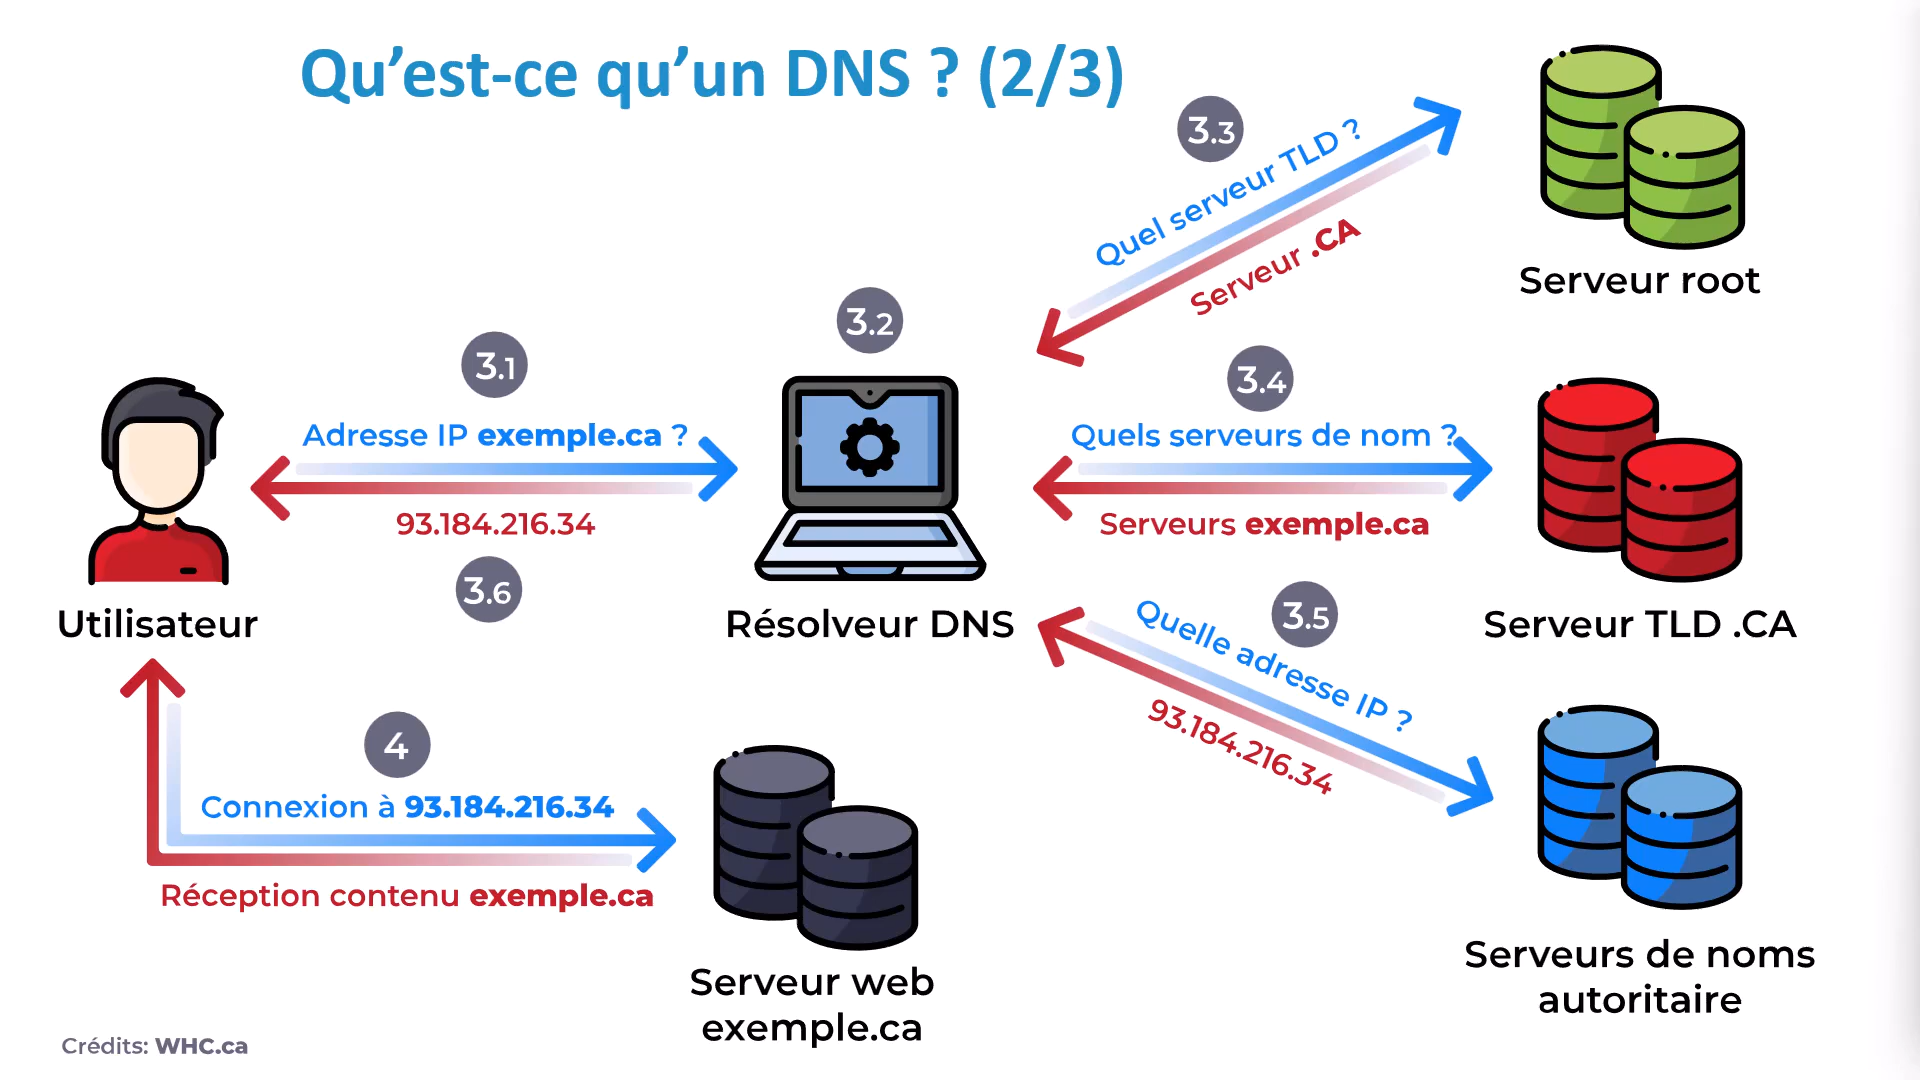 Qu’est-ce qu’un DNS ? (2/3)
3.3
Quel serveur TLD ?
Serveur .CA
Serveur root
3.1
Adresse IP exemple.ca ?
93.184.216.34
3.6
Utilisateur
3.2
Résolveur DNS
3.4
Quels serveurs de nom ?
Serveurs exemple.ca
Serveur TLD .CA
3.5
Quelle adresse IP ?
93.184.216.34
Serveurs de noms
autoritaire
4
Connexion à 93.184.216.34
Réception contenu exemple.ca
Serveur web
exemple.ca
Crédits: WHC.ca